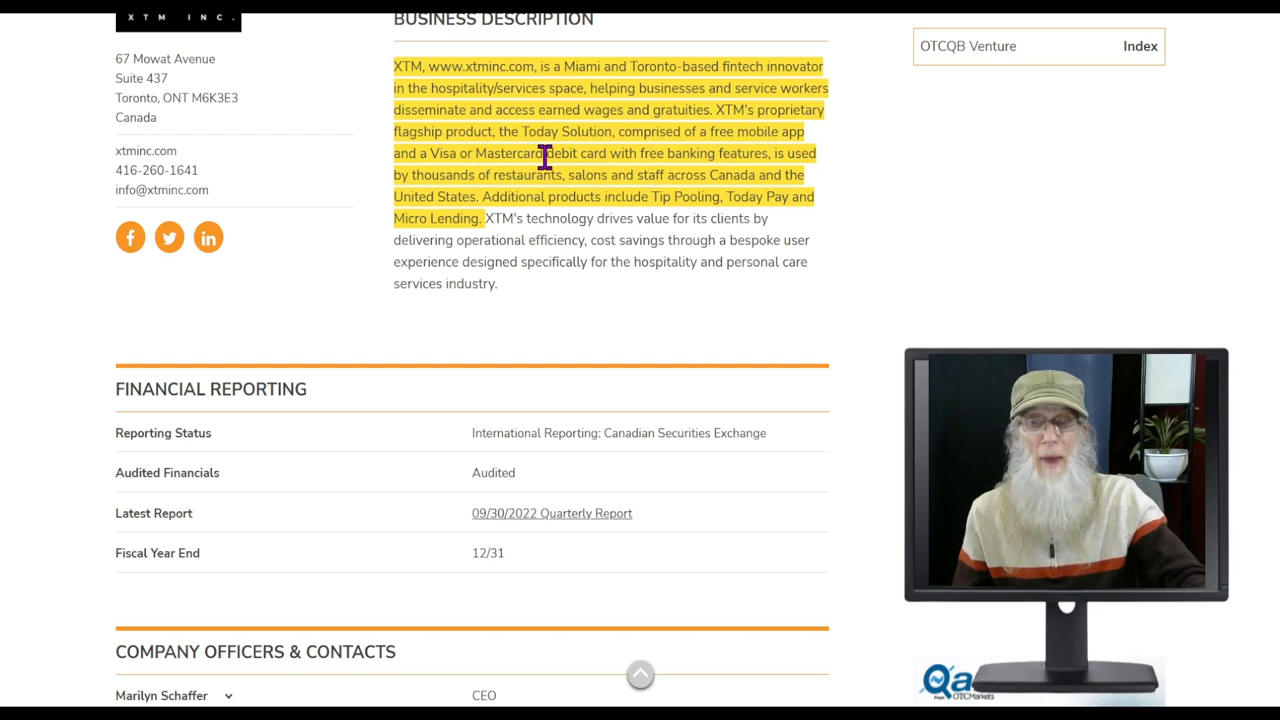 XTM INC.
67 Mowat Avenue
Suite 437
Toronto, ONT M6K3E3
Canada
xtminc.com
416-260-1641
info@xtminc.com
BUSINESS DESCRIPTION
XTM, www.xtminc.com, is a Miami and Toronto-based fintech innovator
in the hospitality/services space, helping businesses and service workers
disseminate and access earned wages and gratuities. XTM's proprietary
flagship product, the Today Solution, comprised of a free mobile app
and a Visa or Mastercard debit card with free banking features, is used
by thousands of restaurants, salons and staff across Canada and the
United States. Additional products include Tip Pooling, Today Pay and
Micro Lending. XTM's technology drives value for its clients by
delivering operational efficiency, cost savings through a bespoke user
experience designed specifically for the hospitality and personal care
services industry.
OTCQB Venture Index
FINANCIAL REPORTING
Reporting Status International Reporting: Canadian Securities Exchange
Audited Financials Audited
Latest Report 09/30/2022 Quarterly Report
Fiscal Year End 12/31
COMPANY OFFICERS & CONTACTS
Marilyn Schaffer CEO
Qa
From OTCMarkets